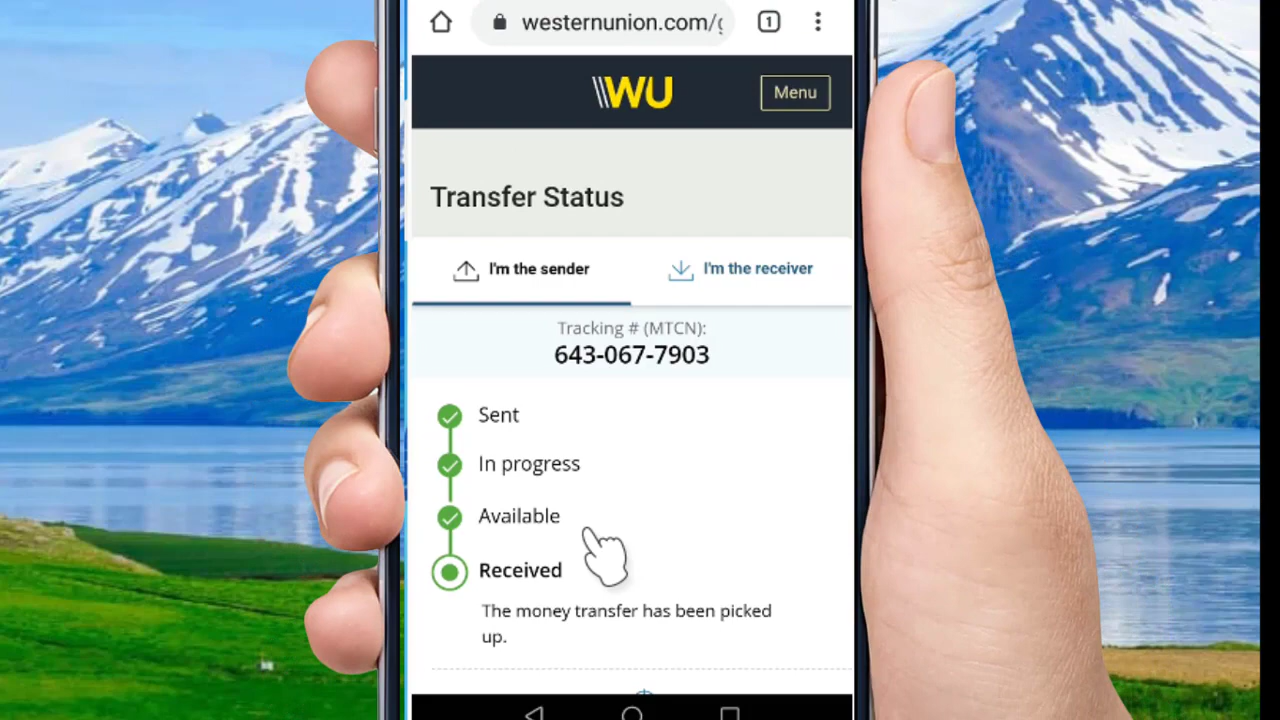 westernunion.com/
1
WU
Menu
Transfer Status
I'm the sender
I'm the receiver
Tracking # (MTCN):
643-067-7903
Sent
In progress
Available
Received
The money transfer has been picked
up.